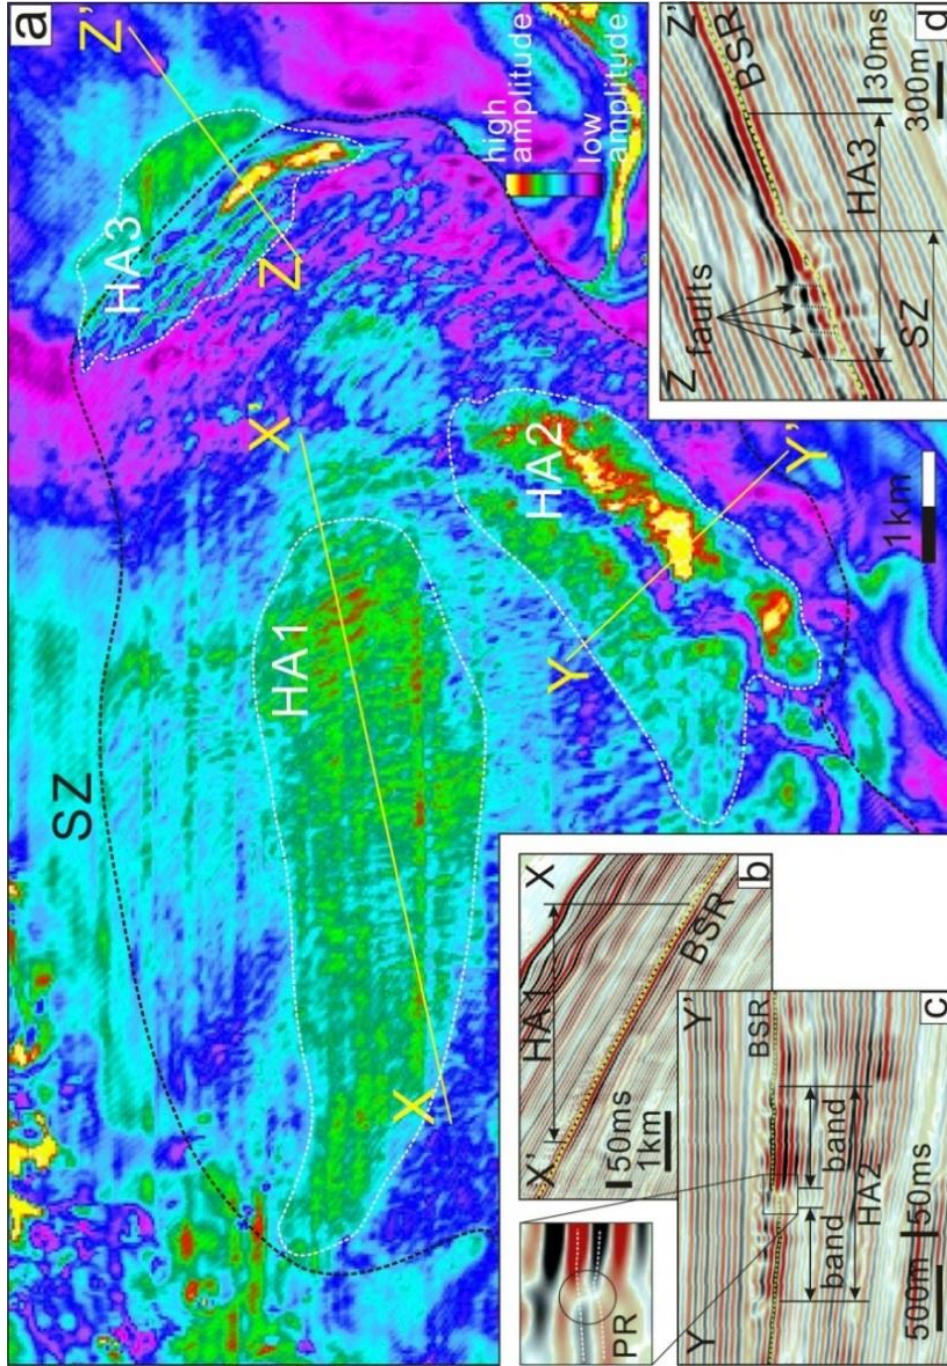 a
SZ
HA1
X
X'
HA2
Y
Y'
HA3
Z
Z'
high
amplitude
low
amplitude
1km
b
X'
X
HA1
BSR
50ms
1km
PR
c
Y
Y'
BSR
band
band
HA2
500m
50ms
d
Z
Z'
faults
BSR
HA3
SZ
30ms
300m